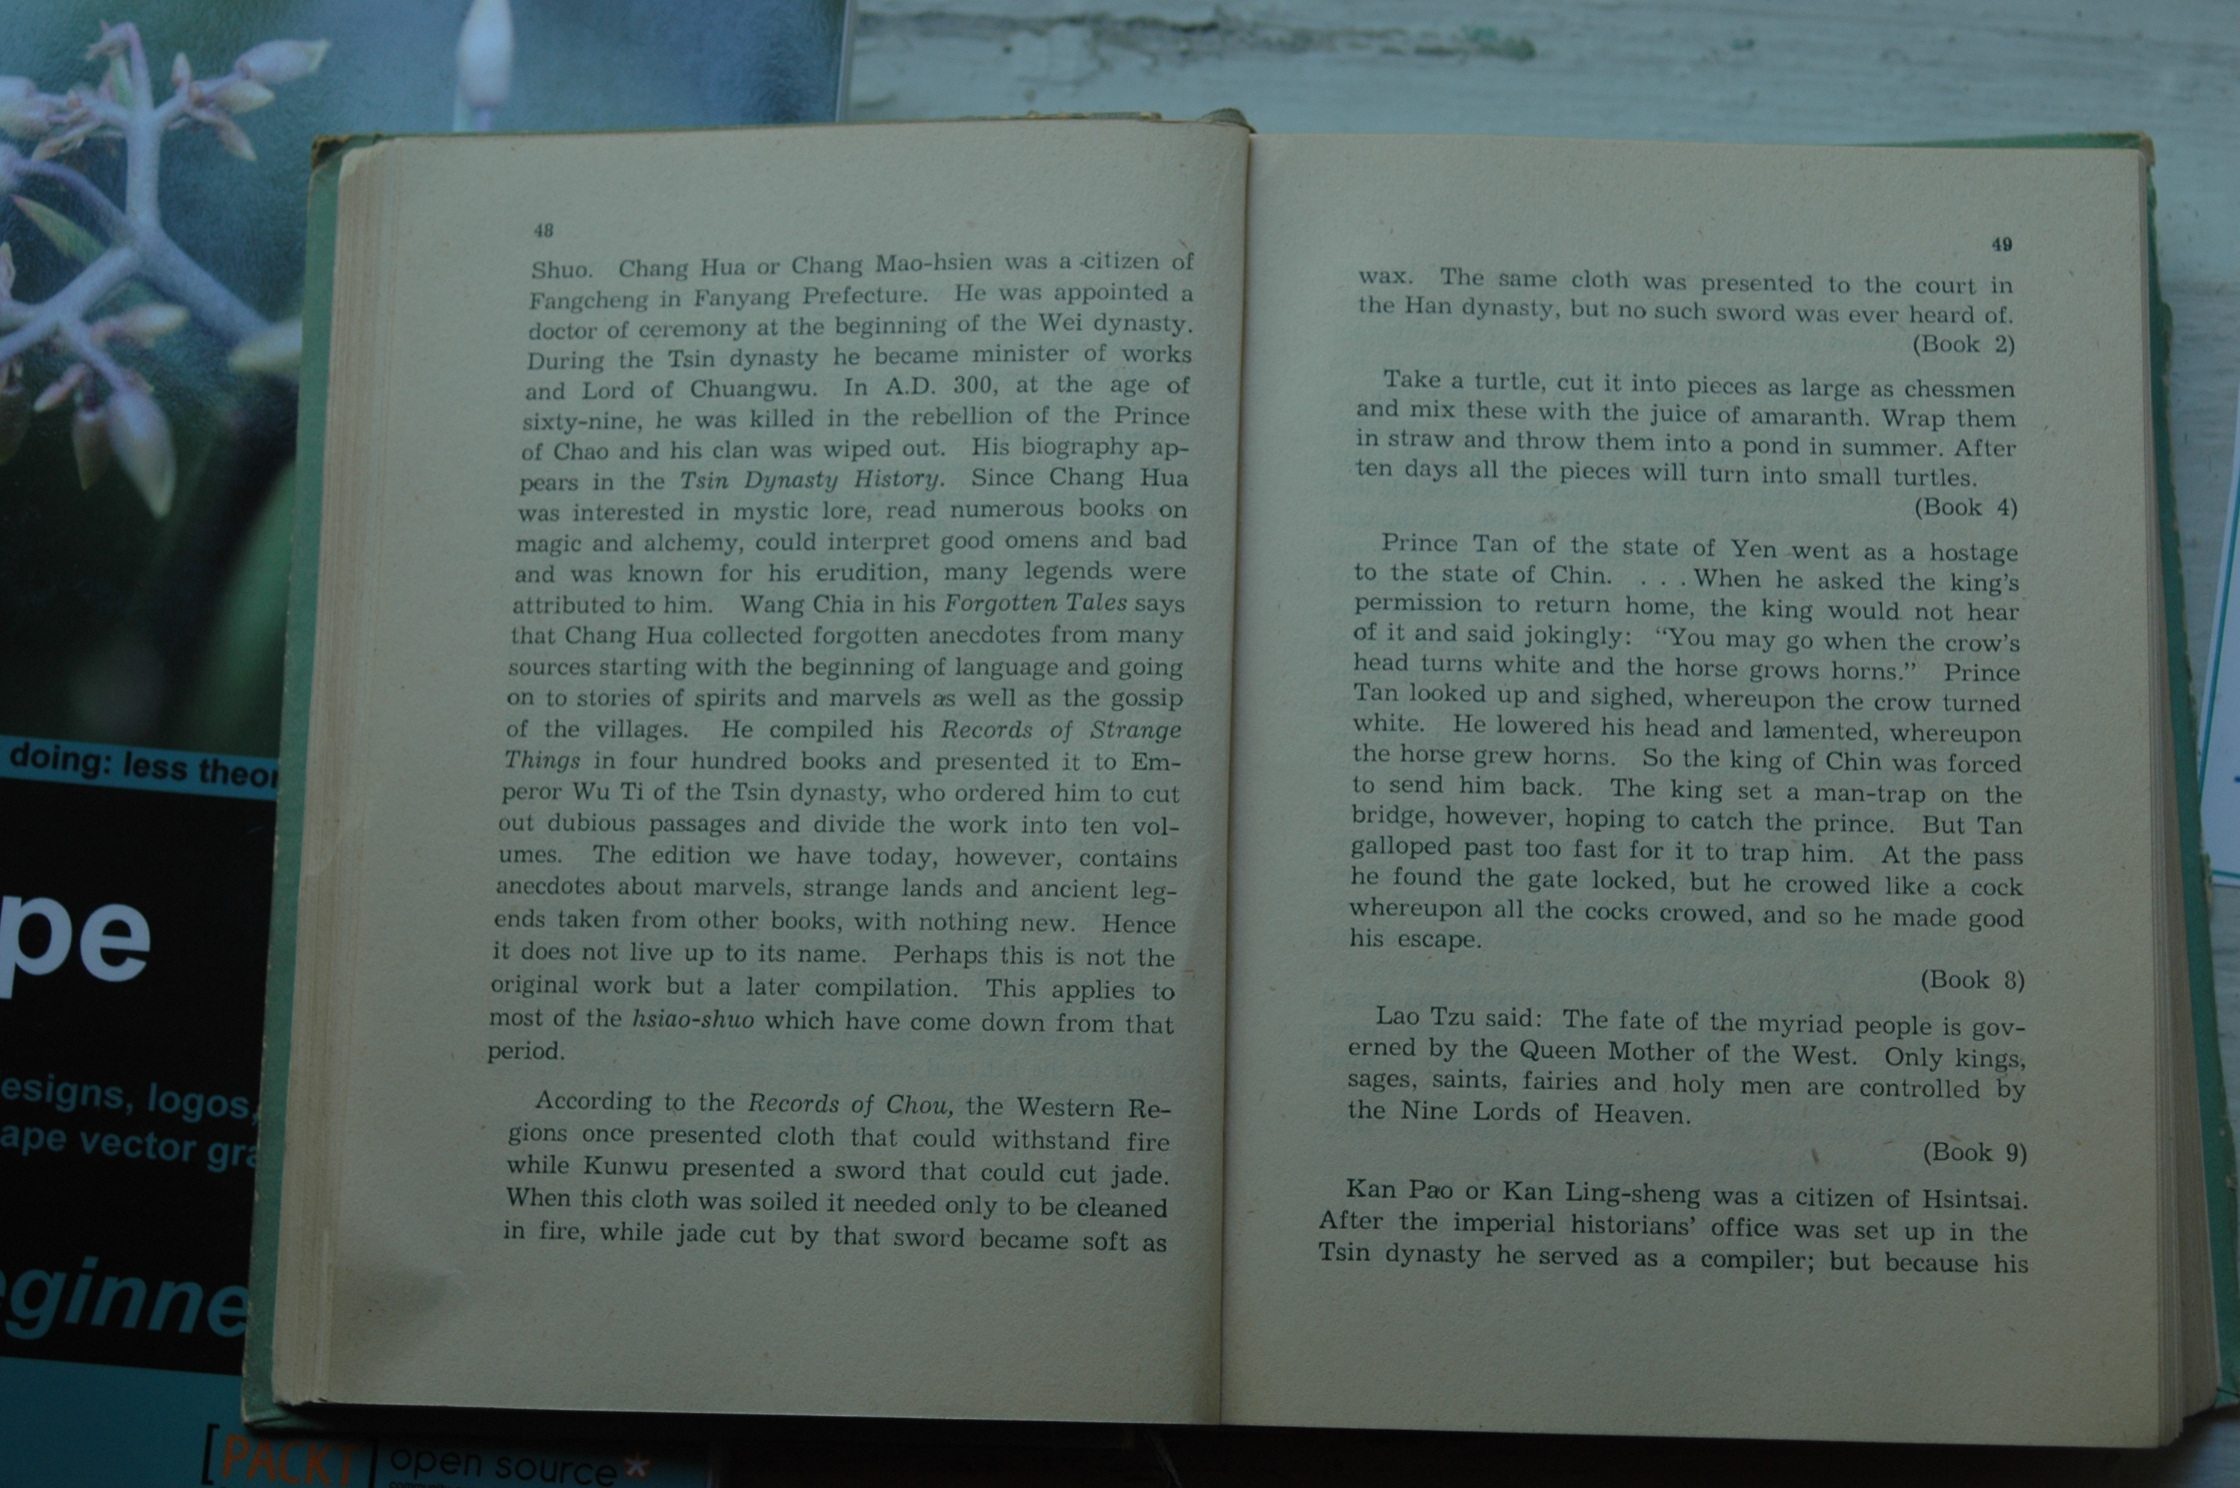 48
Shuo. Chang Hua or Chang Mao-hsien was a citizen of
Fangcheng in Fanyang Prefecture. He was appointed a
doctor of ceremony at the beginning of the Wei dynasty.
During the Tsin dynasty he became minister of works
and Lord of Chuangwu. In A.D. 300, at the age of
sixty-nine, he was killed in the rebellion of the Prince
of Chao and his clan was wiped out. His biography ap-
pears in the Tsin Dynasty History. Since Chang Hua
was interested in mystic lore, read numerous books on
magic and alchemy, could interpret good omens and bad
and was known for his erudition, many legends were
attributed to him. Wang Chia in his Forgotten Tales says
that Chang Hua collected forgotten anecdotes from many
sources starting with the beginning of language and going
on to stories of spirits and marvels as well as the gossip
of the villages. He compiled his Records of Strange
Things in four hundred books and presented it to Em-
peror Wu Ti of the Tsin dynasty, who ordered him to cut
out dubious passages and divide the work into ten vol-
umes. The edition we have today, however, contains
anecdotes about marvels, strange lands and ancient leg-
ends taken from other books, with nothing new. Hence
it does not live up to its name. Perhaps this is not the
original work but a later compilation. This applies to
most of the hsiao-shuo which have come down from that
period.
According to the Records of Chou, the Western Re-
gions once presented cloth that could withstand fire
while Kunwu presented a sword that could cut jade.
When this cloth was soiled it needed only to be cleaned
in fire, while jade cut by that sword became soft as
49
wax. The same cloth was presented to the court in
the Han dynasty, but no such sword was ever heard of.
(Book 2)
Take a turtle, cut it into pieces as large as chessmen
and mix these with the juice of amaranth. Wrap them
in straw and throw them into a pond in summer. After
ten days all the pieces will turn into small turtles.
(Book 4)
Prince Tan of the state of Yen went as a hostage
to the state of Chin. . . . When he asked the king's
permission to return home, the king would not hear
of it and said jokingly: "You may go when the crow's
head turns white and the horse grows horns." Prince
Tan looked up and sighed, whereupon the crow turned
white. He lowered his head and lamented, whereupon
the horse grew horns. So the king of Chin was forced
to send him back. The king set a man-trap on the
bridge, however, hoping to catch the prince. But Tan
galloped past too fast for it to trap him. At the pass
he found the gate locked, but he crowed like a cock
whereupon all the cocks crowed, and so he made good
his escape.
(Book 8)
Lao Tzu said: The fate of the myriad people is gov-
erned by the Queen Mother of the West. Only kings,
sages, saints, fairies and holy men are controlled by
the Nine Lords of Heaven.
(Book 9)
Kan Pao or Kan Ling-sheng was a citizen of Hsintsai.
After the imperial historians' office was set up in the
Tsin dynasty he served as a compiler; but because his
doing: less theor
pe
esigns, logos,
ape vector gra
eginne
[PACKT] open source*